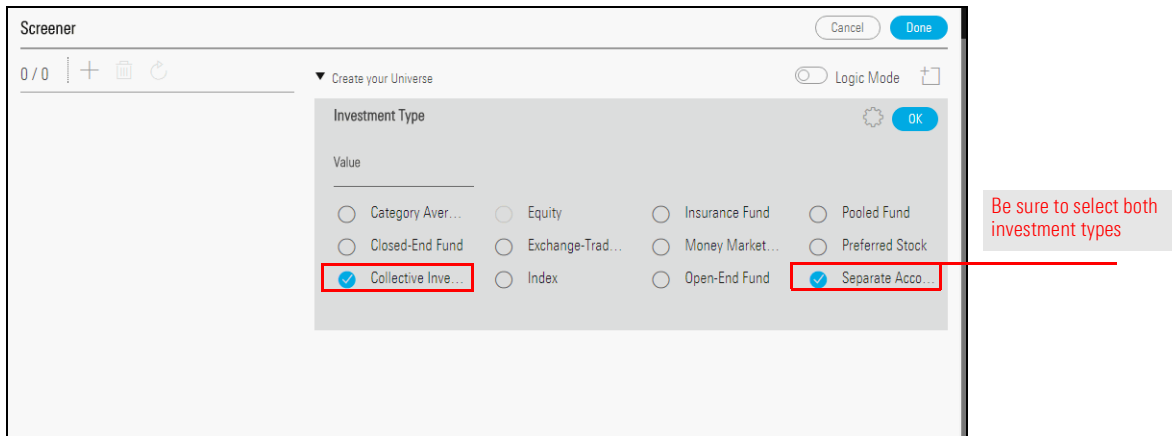 Screener
Cancel
Done
0 / 0
Create your Universe
Logic Mode
Investment Type
OK
Value
Category Aver...
Equity
Insurance Fund
Pooled Fund
Closed-End Fund
Exchange-Trad...
Money Market...
Preferred Stock
Collective Inve...
Index
Open-End Fund
Separate Acco...
Be sure to select both
investment types